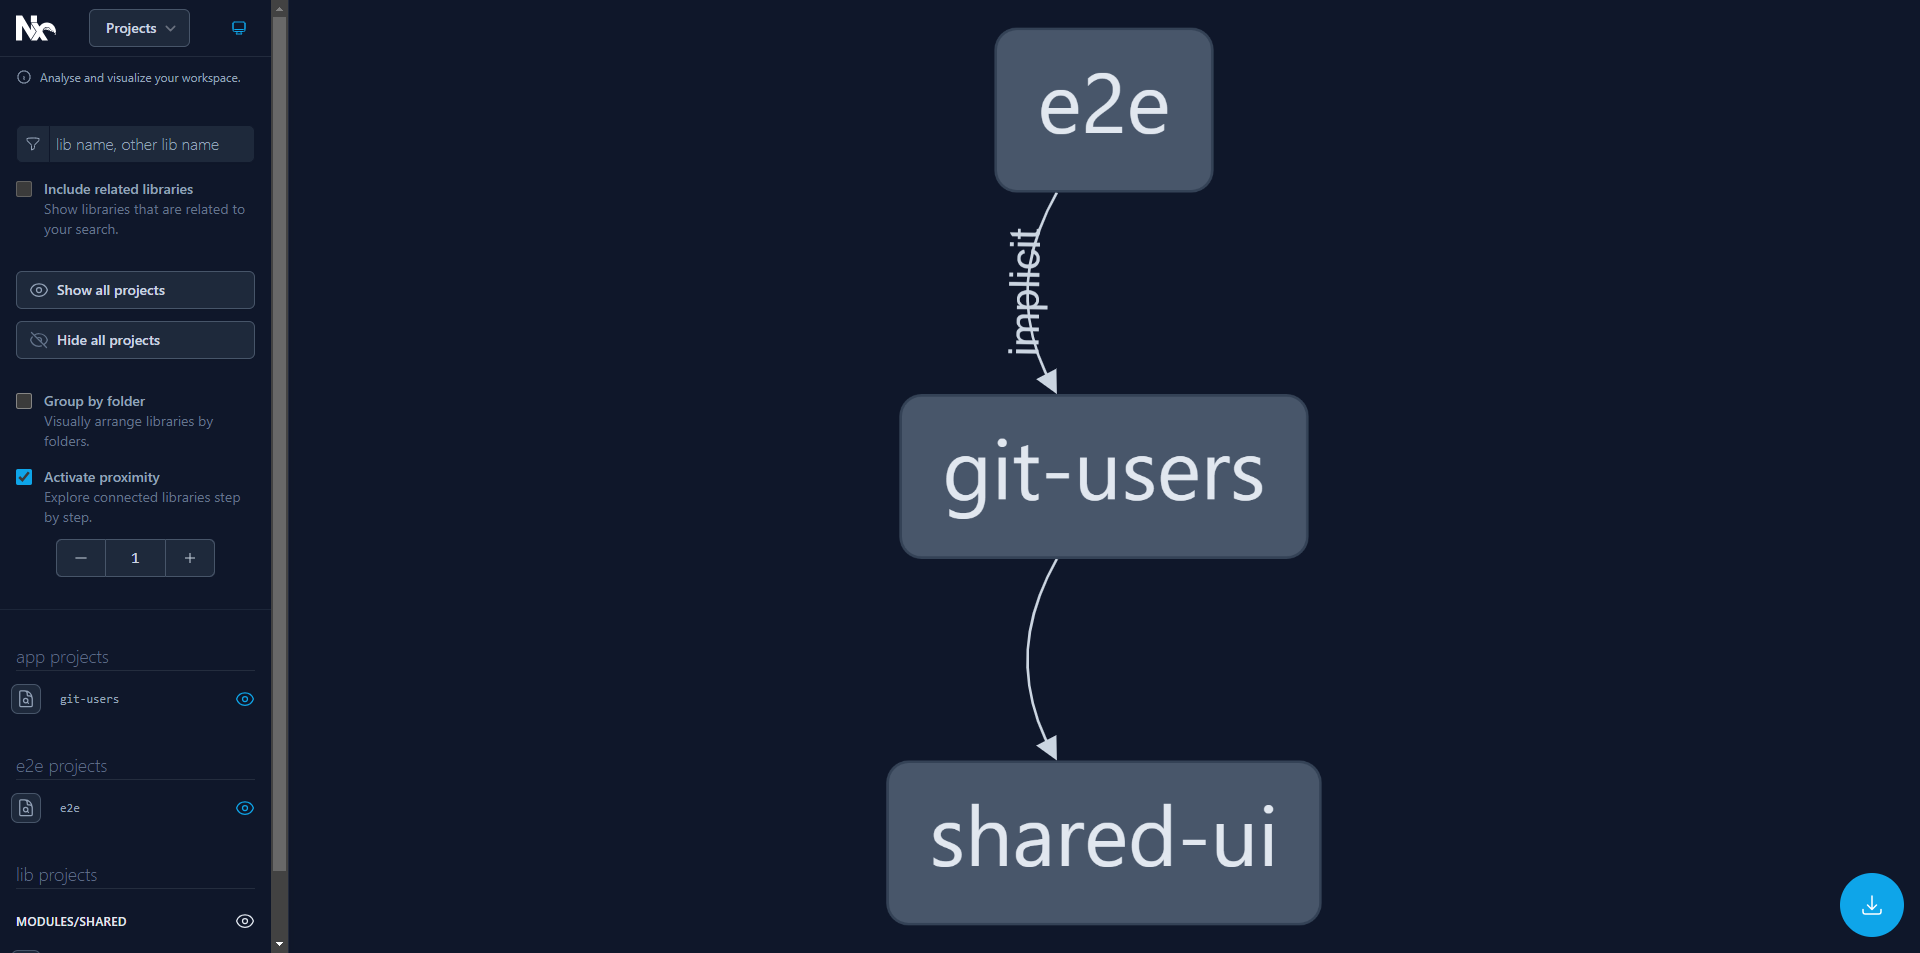 Nx
Projects
Analyse and visualize your workspace.
lib name, other lib name
Include related libraries
Show libraries that are related to
your search.
Show all projects
Hide all projects
Group by folder
Visually arrange libraries by
folders.
Activate proximity
Explore connected libraries step
by step.
1
app projects
git-users
e2e projects
e2e
lib projects
MODULES/SHARED
e2e
implicit
git-users
shared-ui